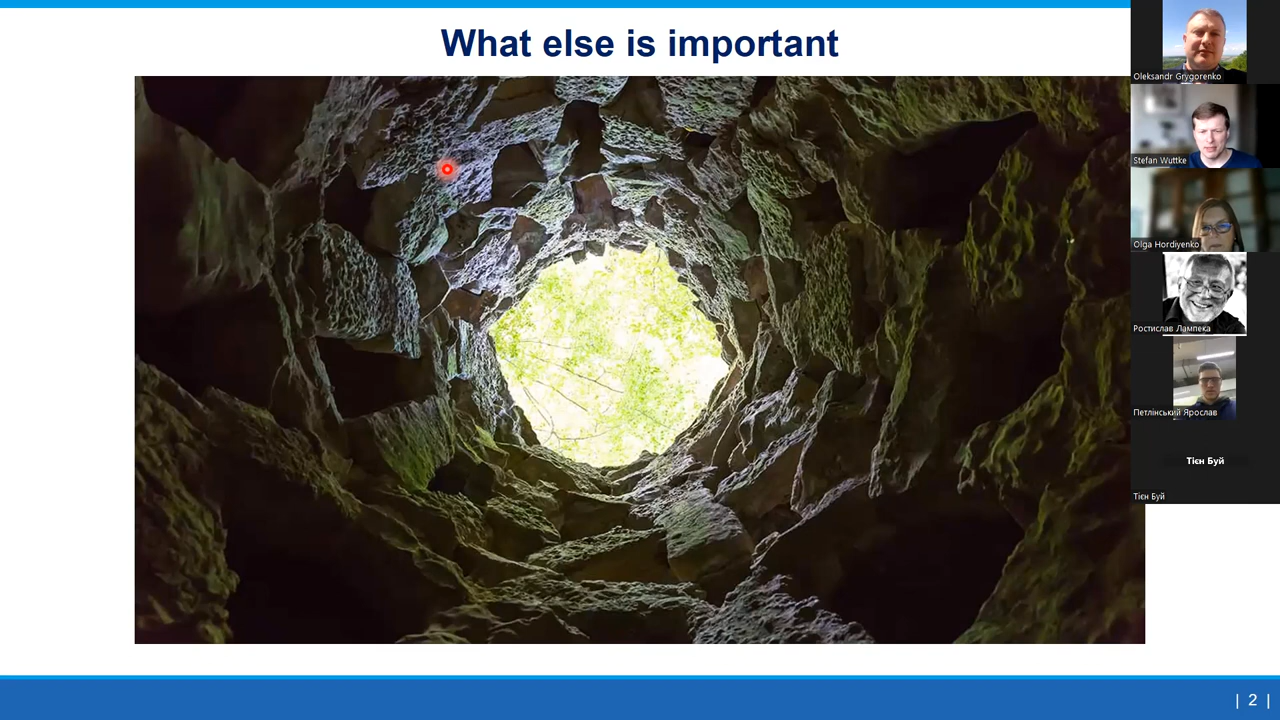 What else is important
Oleksandr Grygorenko
Stefan Wuttke
Olga Hordiyenko
Ростислав Лампека
Петлінський Ярослав
Тієн Буй
Тієн Буй
| 2 |